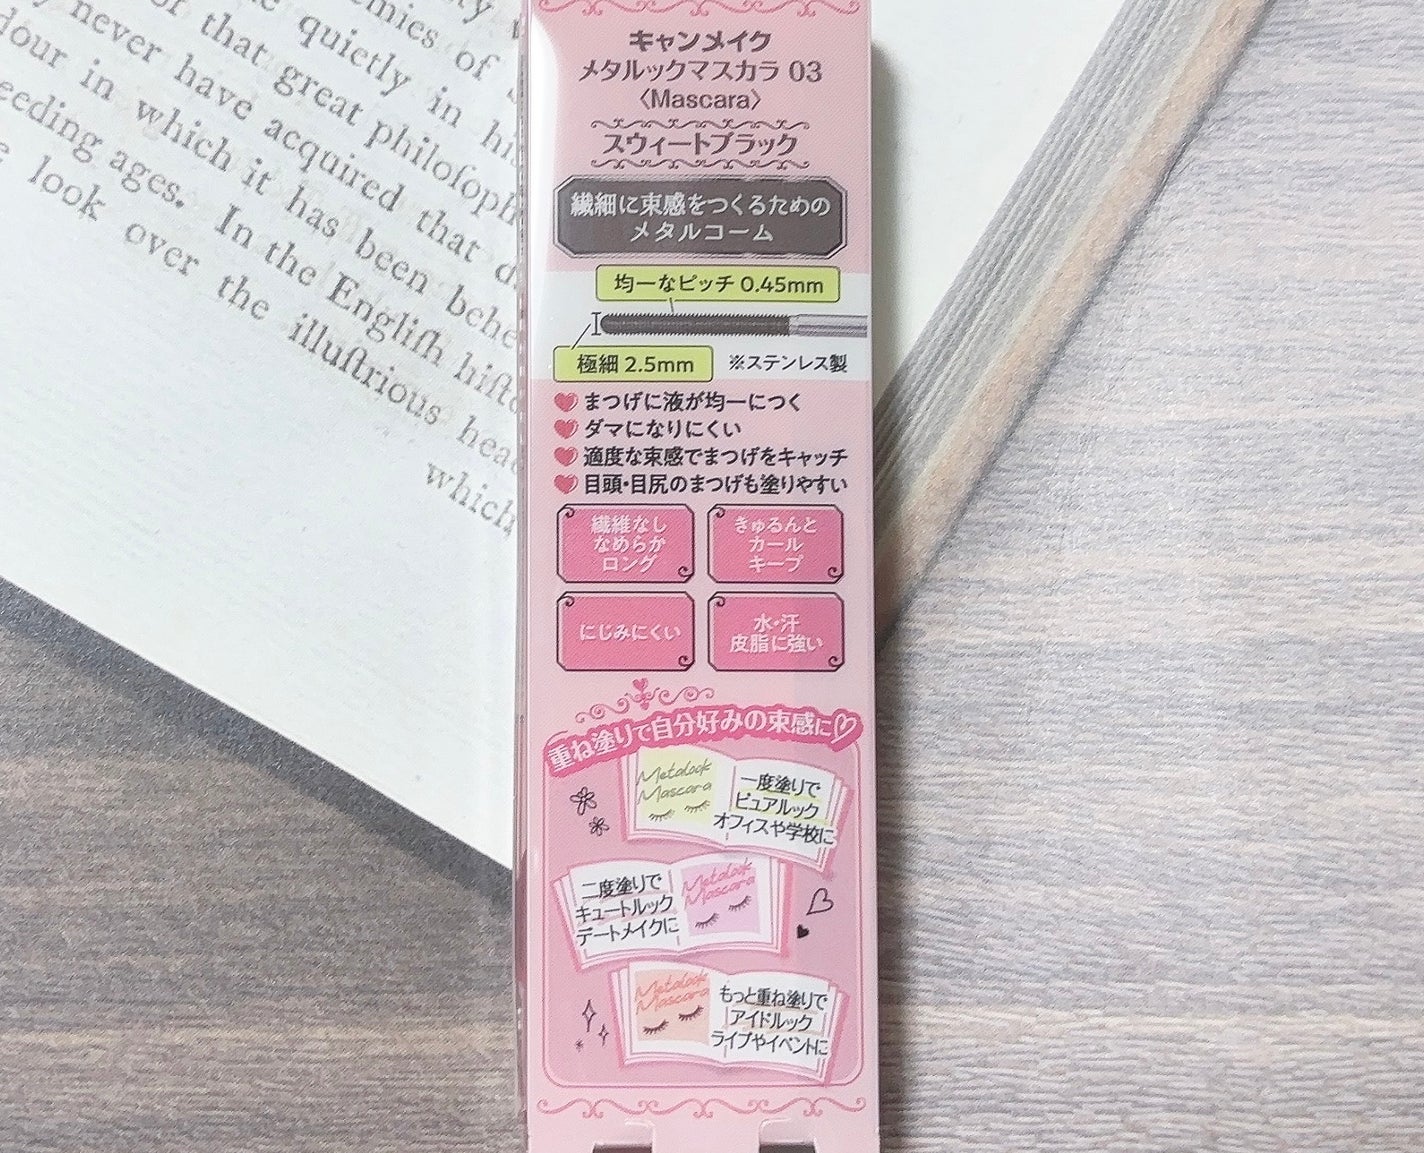 emics of
quietly in his
of that great philoſoph
never have acquired that d
dour in which it has been behe
eeding ages. In the Engliſh hiſto
look over the illuſtrious head
which
キャンメイク
メタルックマスカラ 03
〈Mascara〉
スウィートブラック
繊細に束感をつくるための
メタルコーム
均一なピッチ 0.45mm
極細 2.5mm ※ステンレス製
まつげに液が均一につく
ダマになりにくい
適度な束感でまつげをキャッチ
目頭・目尻のまつげも塗りやすい
繊維なし
なめらか
ロング
きゅるんと
カール
キープ
にじみにくい
水・汗
皮脂に強い
重ね塗りで自分好みの束感に
Metalook
Mascara
一度塗りで
ピュアルック
オフィスや学校に
二度塗りで
キュートルック
デートメイクに
Metalook
Mascara
Metalook
Mascara
もっと重ね塗りで
アイドルック
ライブやイベントに